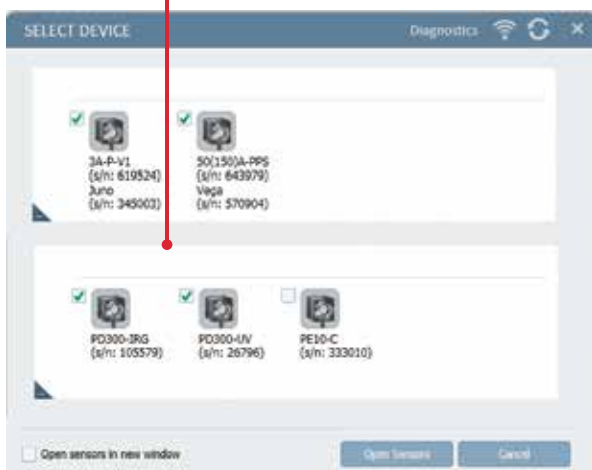 SELECT DEVICE
Diagnostics
3A-P-V1
(s/n: 619524)
Juno
(s/n: 345003)
50(150)A-PPS
(s/n: 643979)
Vega
(s/n: 570904)
PD300-IRG
(s/n: 105579)
PD300-UV
(s/n: 26796)
PE10-C
(s/n: 333010)
Open sensors in new window
Open Sensors
Cancel